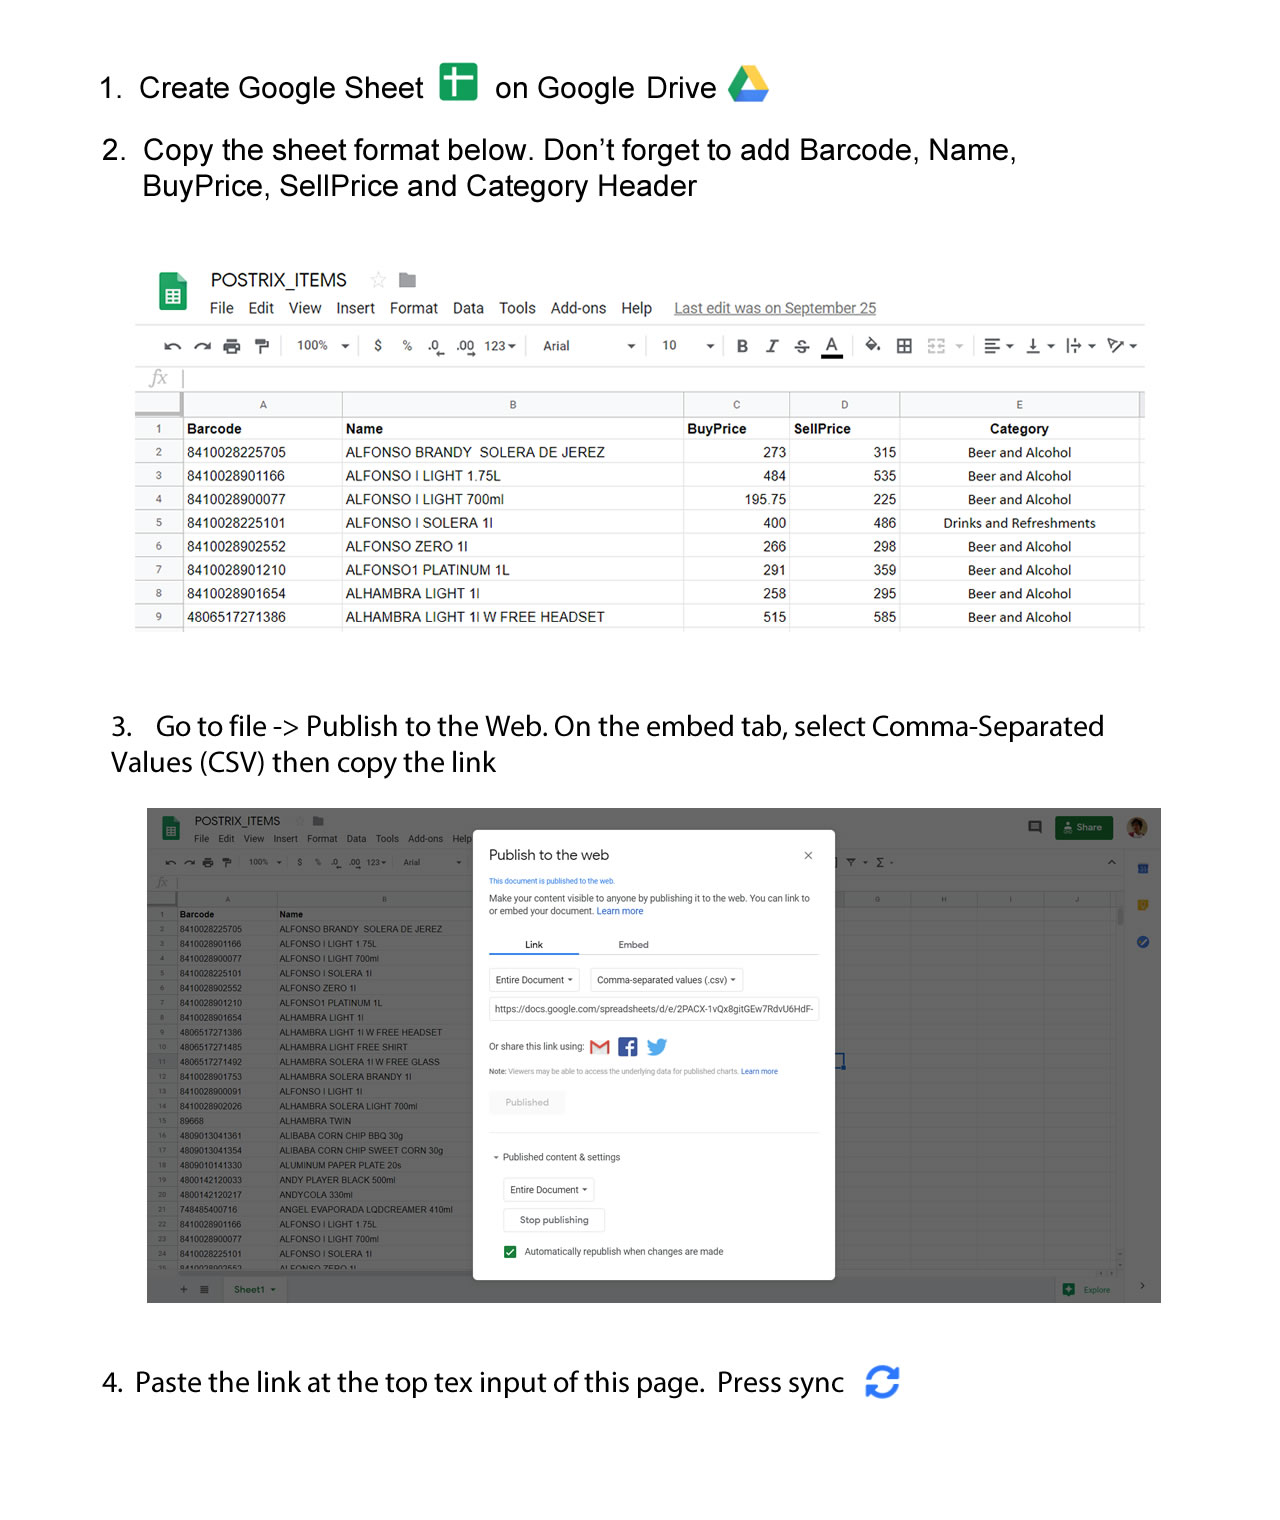 1. Create Google Sheet on Google Drive
2. Copy the sheet format below. Don't forget to add Barcode, Name,
BuyPrice, SellPrice and Category Header
POSTRIX_ITEMS
File Edit View Insert Format Data Tools Add-ons Help Last edit was on September 25
100% $ % .0 .00 123 Arial 10 B I S A
fx
A B C D E
1 Barcode Name BuyPrice SellPrice Category
2 8410028225705 ALFONSO BRANDY SOLERA DE JEREZ 273 315 Beer and Alcohol
3 8410028901166 ALFONSO I LIGHT 1.75L 484 535 Beer and Alcohol
4 8410028900077 ALFONSO I LIGHT 700ml 195.75 225 Beer and Alcohol
5 8410028225101 ALFONSO I SOLERA 1l 400 486 Drinks and Refreshments
6 8410028902552 ALFONSO ZERO 1l 266 298 Beer and Alcohol
7 8410028901210 ALFONSO1 PLATINUM 1L 291 359 Beer and Alcohol
8 8410028901654 ALHAMBRA LIGHT 1l 258 295 Beer and Alcohol
9 4806517271386 ALHAMBRA LIGHT 1l W FREE HEADSET 515 585 Beer and Alcohol
3. Go to file -> Publish to the Web. On the embed tab, select Comma-Separated
Values (CSV) then copy the link
POSTRIX_ITEMS
File Edit View Insert Format Data Tools Add-ons Help
Share
100% $ % .0 .00 123 Arial
fx
A B G H I J
1 Barcode Name
2 8410028225705 ALFONSO BRANDY SOLERA DE JEREZ
3 8410028901166 ALFONSO I LIGHT 1.75L
4 8410028900077 ALFONSO I LIGHT 700ml
5 8410028225101 ALFONSO I SOLERA 1l
6 8410028902552 ALFONSO ZERO 1l
7 8410028901210 ALFONSO1 PLATINUM 1L
8 8410028901654 ALHAMBRA LIGHT 1l
9 4806517271386 ALHAMBRA LIGHT 1l W FREE HEADSET
10 4806517271485 ALHAMBRA LIGHT FREE SHIRT
11 4806517271492 ALHAMBRA SOLERA 1l W FREE GLASS
12 8410028901753 ALHAMBRA SOLERA BRANDY 1l
13 8410028900091 ALFONSO I LIGHT 1l
14 8410028902026 ALHAMBRA SOLERA LIGHT 700ml
15 89668 ALHAMBRA TWIN
16 4809013041361 ALIBABA CORN CHIP BBQ 30g
17 4809013041354 ALIBABA CORN CHIP SWEET CORN 30g
18 4809010141330 ALUMINUM PAPER PLATE 20s
19 4800142120033 ANDY PLAYER BLACK 500ml
20 4800142120217 ANDYCOLA 330ml
21 748485400716 ANGEL EVAPORADA LQDCREAMER 410ml
22 8410028901166 ALFONSO I LIGHT 1.75L
23 8410028900077 ALFONSO I LIGHT 700ml
24 8410028225101 ALFONSO I SOLERA 1l
25 8410028902552 ALFONSO ZERO 1l
Sheet1
Explore
Publish to the web
This document is published to the web.
Make your content visible to anyone by publishing it to the web. You can link to
or embed your document. Learn more
Link Embed
Entire Document Comma-separated values (.csv)
https://docs.google.com/spreadsheets/d/e/2PACX-1vQx8gitGEw7RdvU6HdF-
Or share this link using:
Note: Viewers may be able to access the underlying data for published charts. Learn more
Published
Published content & settings
Entire Document
Stop publishing
Automatically republish when changes are made
4. Paste the link at the top tex input of this page. Press sync